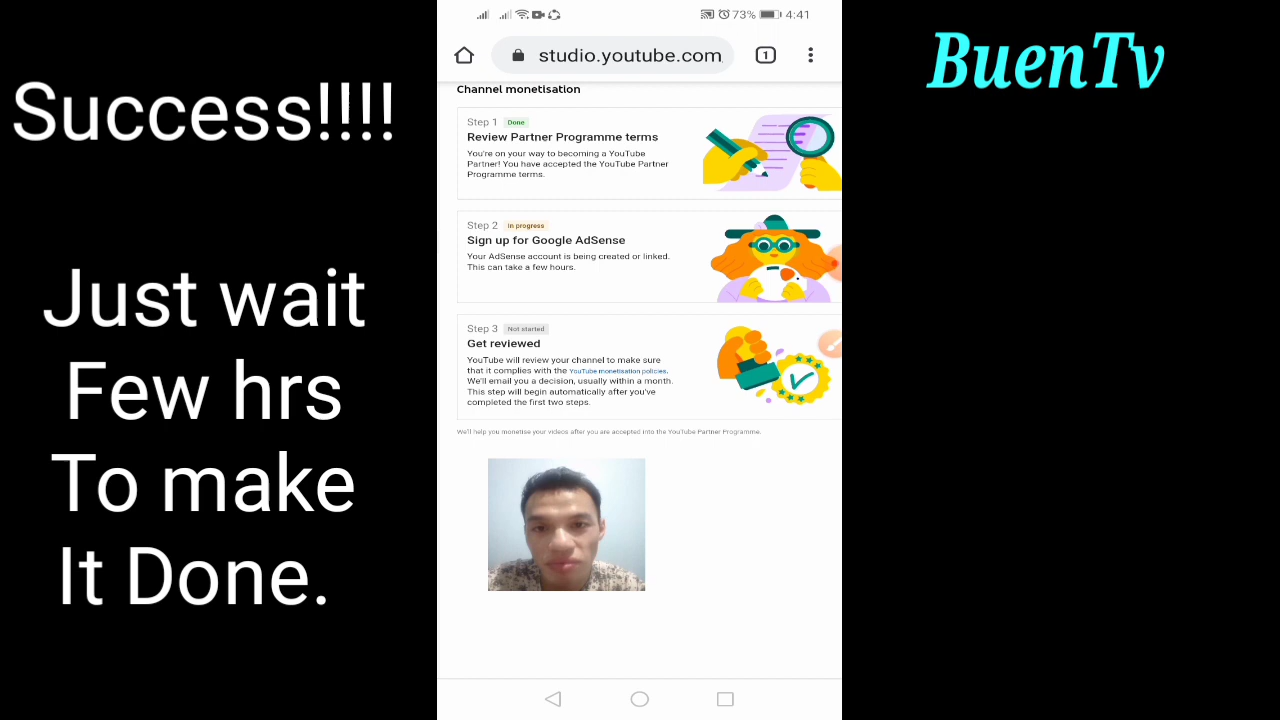 Success!!!!
Just wait
Few hrs
To make
It Done.
73% 4:41
studio.youtube.com
1
Channel monetisation
Step 1 Done
Review Partner Programme terms
You're on your way to becoming a YouTube
Partner! You have accepted the YouTube Partner
Programme terms.
Step 2 In progress
Sign up for Google AdSense
Your AdSense account is being created or linked.
This can take a few hours.
Step 3 Not started
Get reviewed
YouTube will review your channel to make sure
that it complies with the YouTube monetisation policies.
We'll email you a decision, usually within a month.
This step will begin automatically after you've
completed the first two steps.
We'll help you monetise your videos after you are accepted into the YouTube Partner Programme.
BuenTv